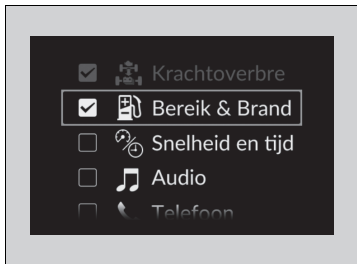 Krachtoverbre
Bereik & Brand
Snelheid en tijd
Audio
Telefoon